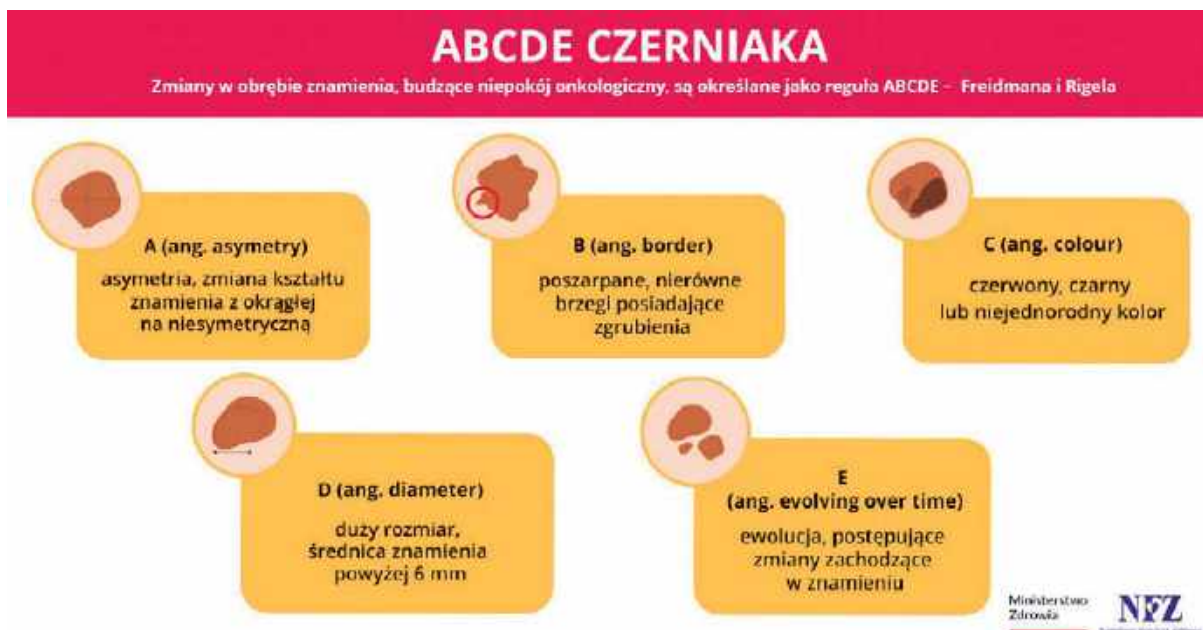 ABCDE CZERNIAKA
Zmiany w obrębie znamienia, budzące niepokój onkologiczny, są określane jako reguła ABCDE – Freidmana i Rigela
A (ang. asymetry)
asymetria, zmiana kształtu
znamienia z okrągłej
na niesymetryczną
B (ang. border)
poszarpane, nierówne
brzegi posiadające
zgrubienia
C (ang. colour)
czerwony, czarny
lub niejednorodny kolor
D (ang. diameter)
duży rozmiar,
średnica znamienia
powyżej 6 mm
E
(ang. evolving over time)
ewolucja, postępujące
zmiany zachodzące
w znamieniu
Ministerstwo
Zdrowia
NFZ